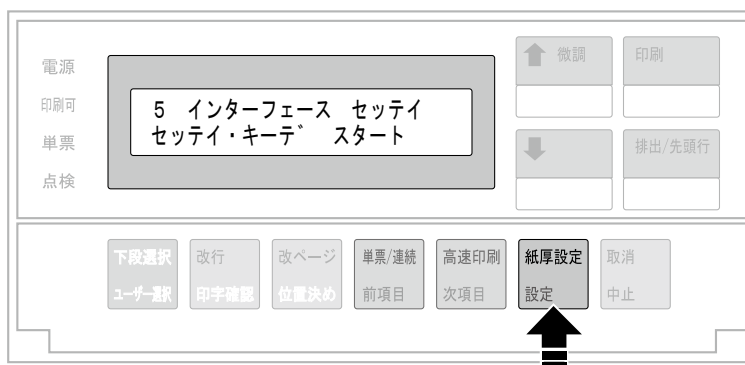 電源
印刷可
単票
点検
5 インターフェース セッテイ
セッテイ・キーデ スタート
微調
印刷
排出/先頭行
下段選択
ユーザー選択
改行
印字確認
改ページ
位置決め
単票/連続
前項目
高速印刷
次項目
紙厚設定
設定
取消
中止